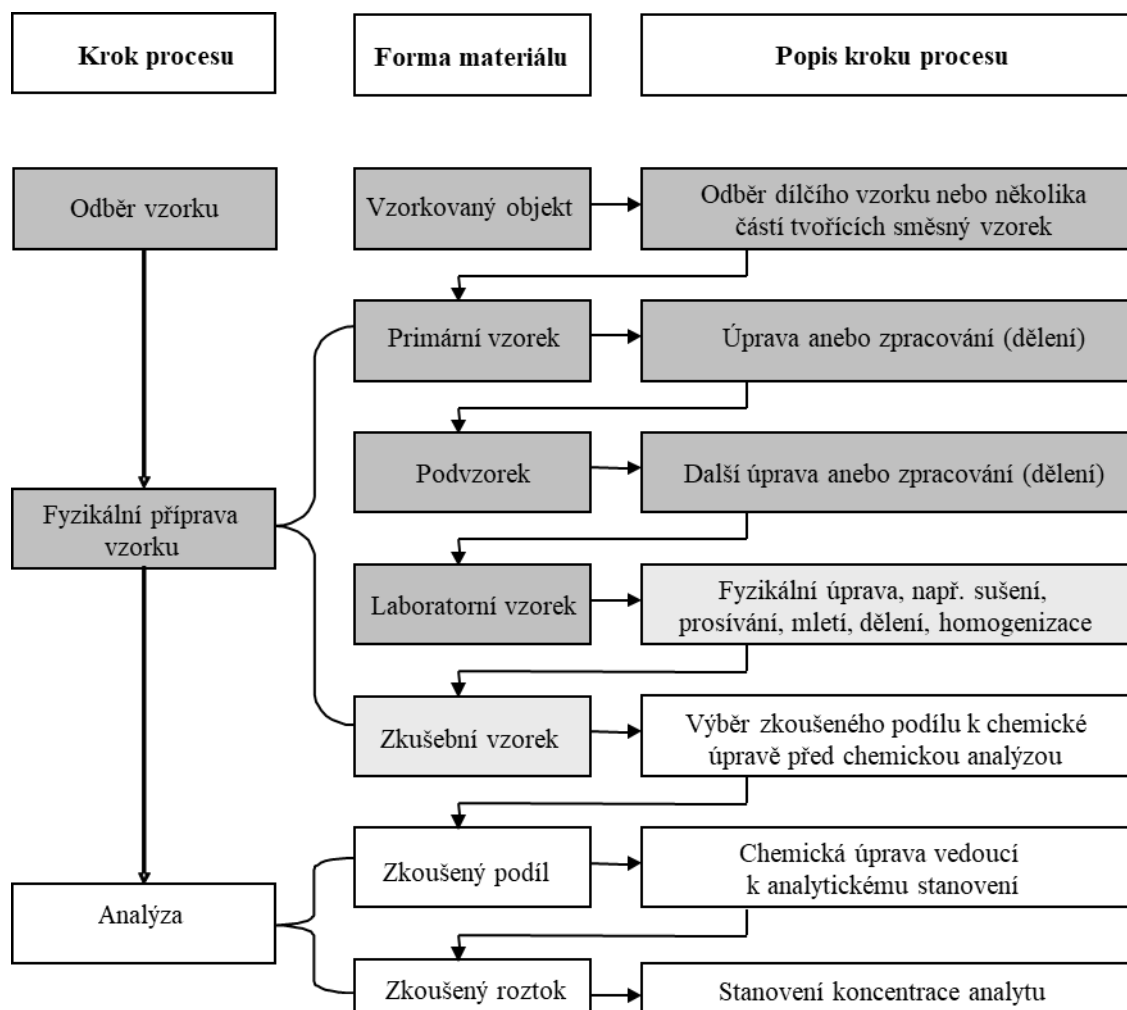 Krok procesu
Forma materiálu
Popis kroku procesu
Odběr vzorku
Vzorkovaný objekt
Odběr dílčího vzorku nebo několika
částí tvořících směsný vzorek
Primární vzorek
Úprava anebo zpracování (dělení)
Podvzorek
Další úprava anebo zpracování (dělení)
Fyzikální příprava
vzorku
Laboratorní vzorek
Fyzikální úprava, např. sušení,
prosívání, mletí, dělení, homogenizace
Zkušební vzorek
Výběr zkoušeného podílu k chemické
úpravě před chemickou analýzou
Zkoušený podíl
Chemická úprava vedoucí
k analytickému stanovení
Analýza
Zkoušený roztok
Stanovení koncentrace analytu